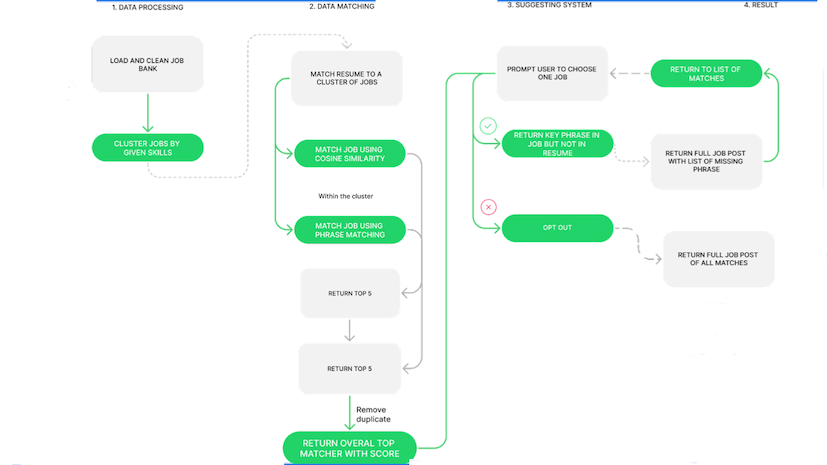 1. DATA PROCESSING
2. DATA MATCHING
3. SUGGESTING SYSTEM
4. RESULT
LOAD AND CLEAN JOB
BANK
CLUSTER JOBS BY
GIVEN SKILLS
MATCH RESUME TO A
CLUSTER OF JOBS
MATCH JOB USING
COSINE SIMILARITY
Within the cluster
MATCH JOB USING
PHRASE MATCHING
RETURN TOP 5
RETURN TOP 5
Remove
duplicate
RETURN OVERAL TOP
MATCHER WITH SCORE
PROMPT USER TO CHOOSE
ONE JOB
RETURN KEY PHRASE IN
JOB BUT NOT IN
RESUME
OPT OUT
RETURN TO LIST OF
MATCHES
RETURN FULL JOB POST
WITH LIST OF MISSING
PHRASE
RETURN FULL JOB POST
OF ALL MATCHES